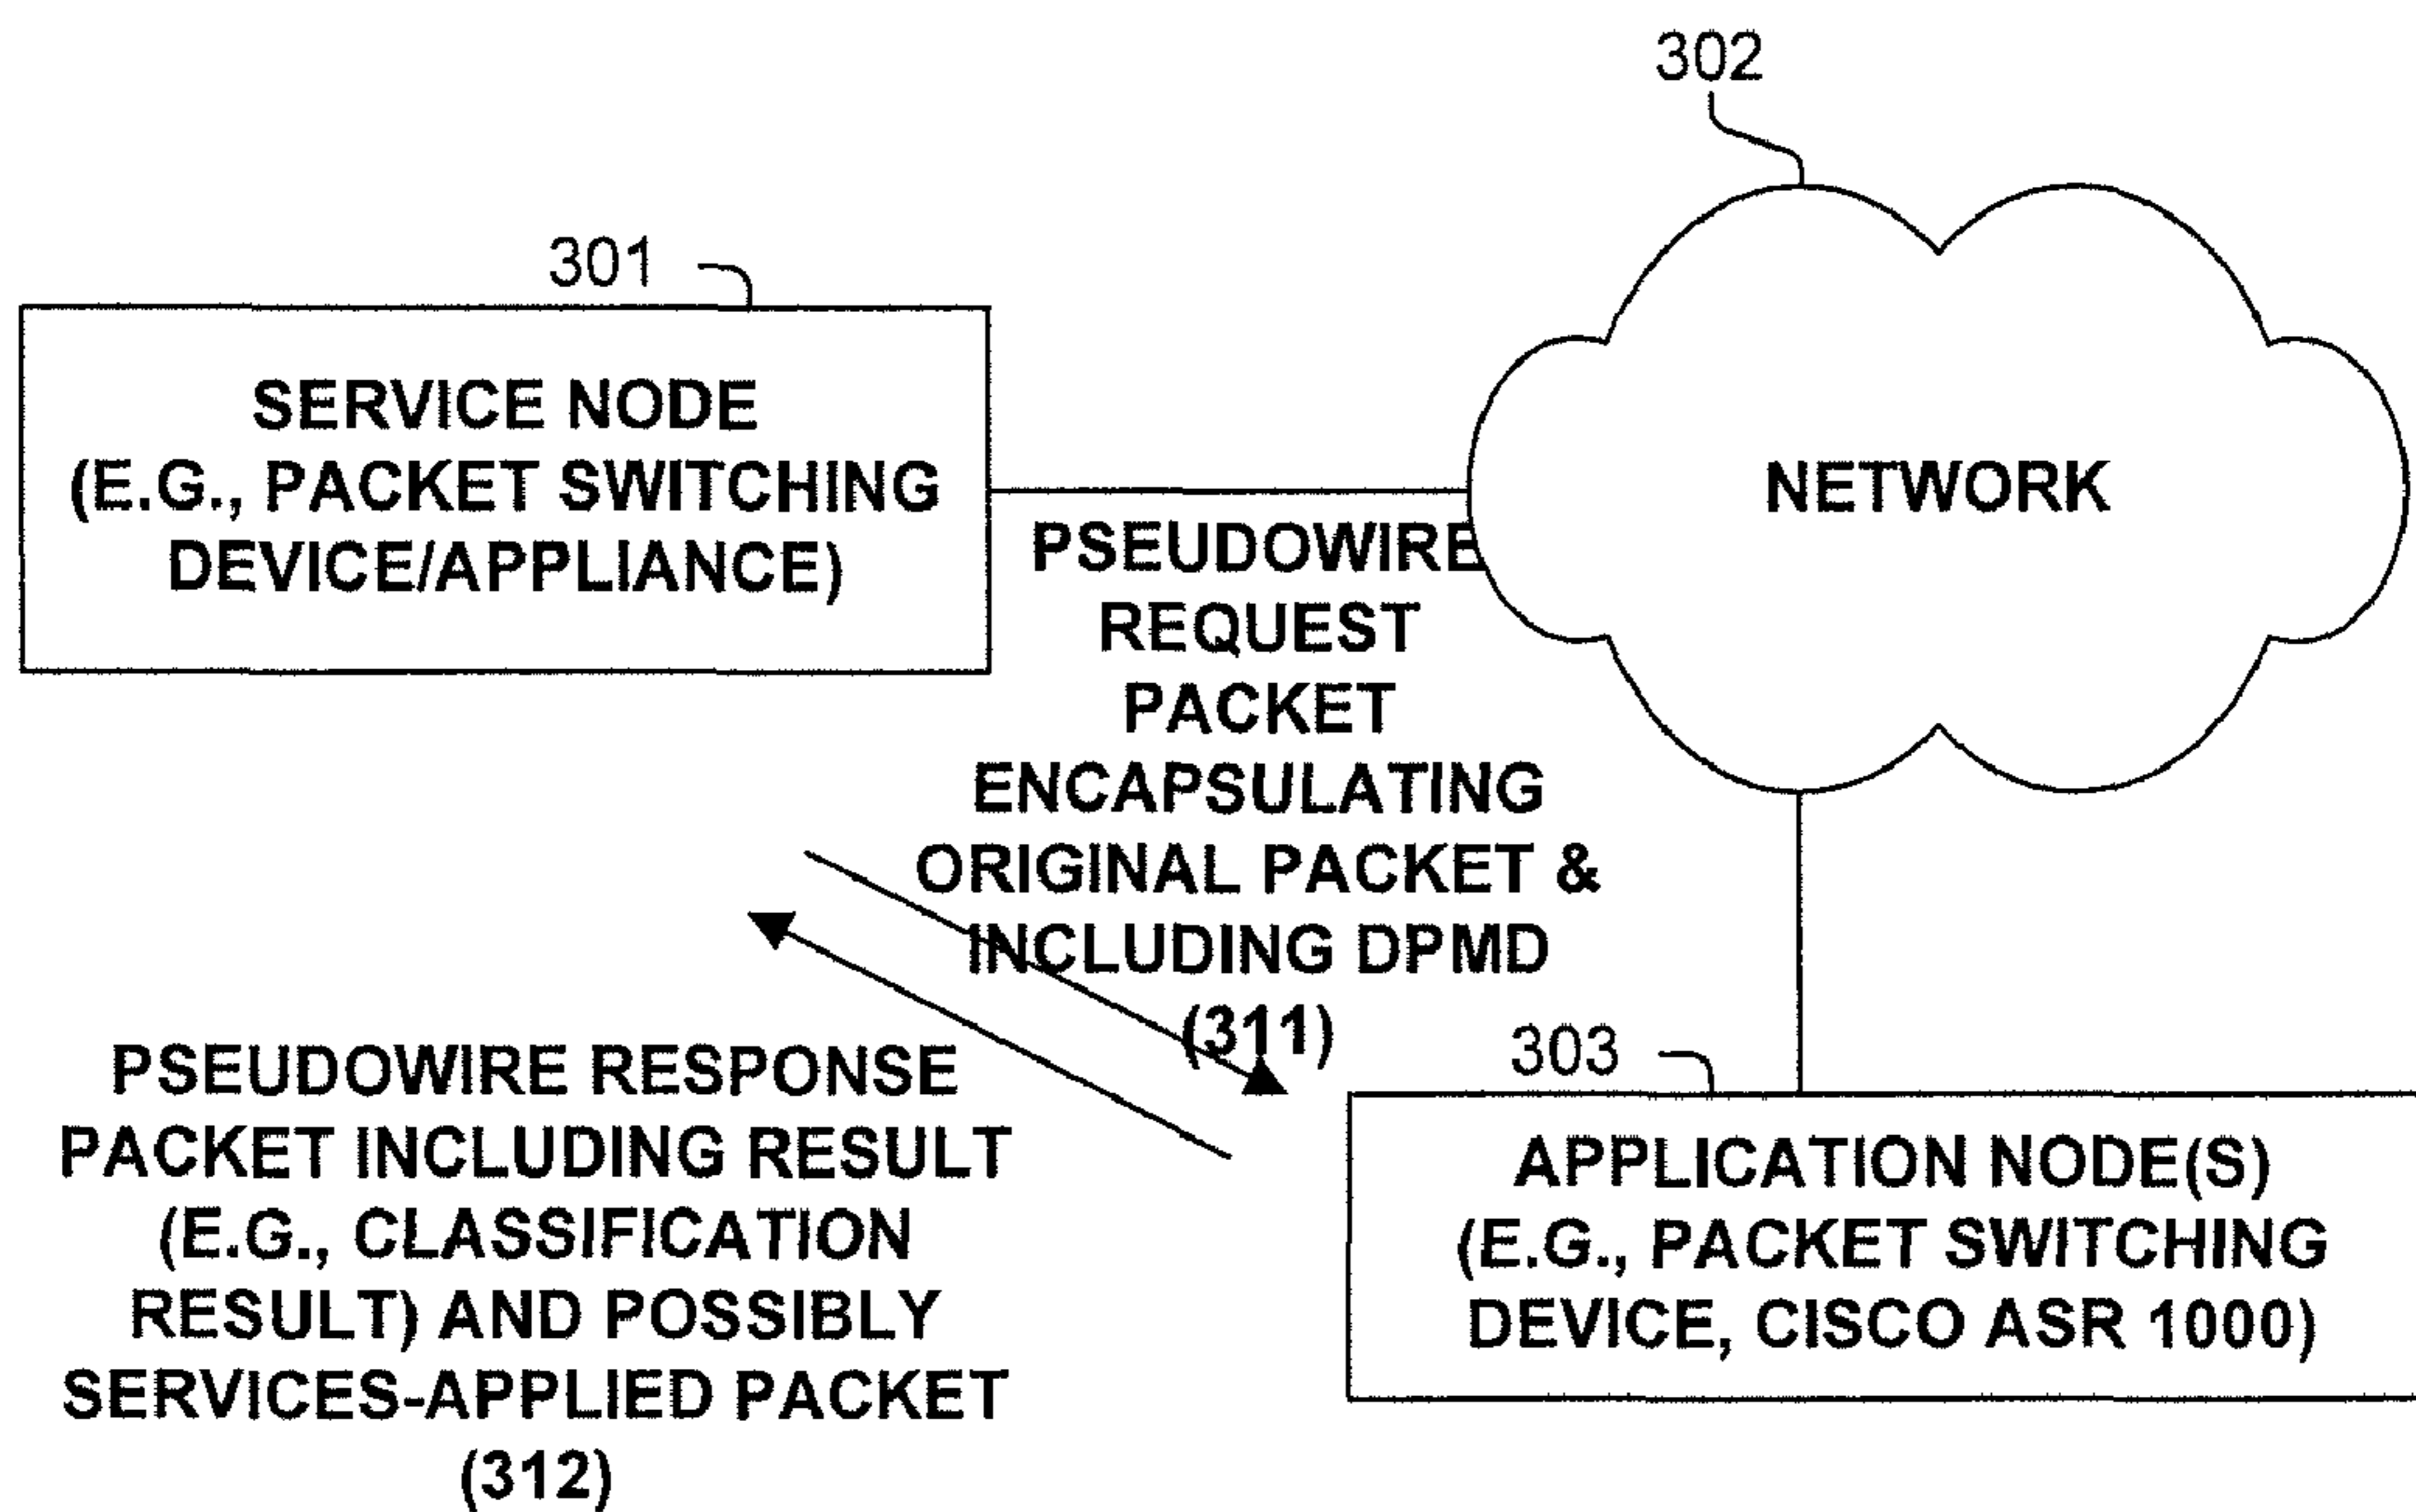 302
301
SERVICE NODE
(E.G., PACKET SWITCHING
DEVICE/APPLIANCE)
NETWORK
PSEUDOWIRE
REQUEST
PACKET
ENCAPSULATING
ORIGINAL PACKET &
INCLUDING DPMD
(311)
303
PSEUDOWIRE RESPONSE
PACKET INCLUDING RESULT
(E.G., CLASSIFICATION
RESULT) AND POSSIBLY
SERVICES-APPLIED PACKET
(312)
APPLICATION NODE(S)
(E.G., PACKET SWITCHING
DEVICE, CISCO ASR 1000)